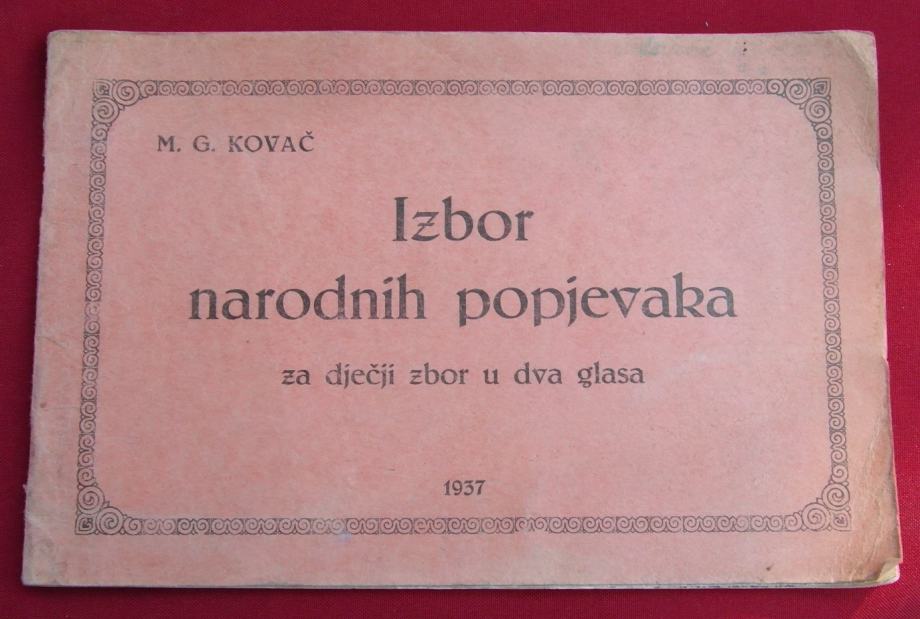 M. G. KOVAČ
Izbor
narodnih popjevaka
za dječji zbor u dva glasa
1937